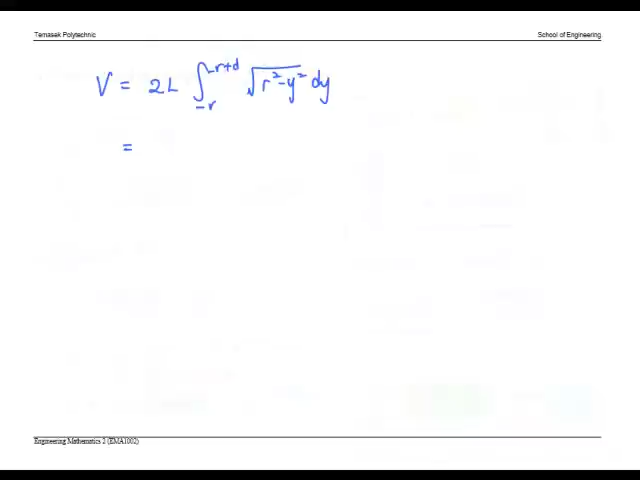 Temasek Polytechnic School of Engineering
V = 2L ∫_{-r}^{-r+d} √(r²-y²) dy
=
Engineering Mathematics 2 (EMA1002)